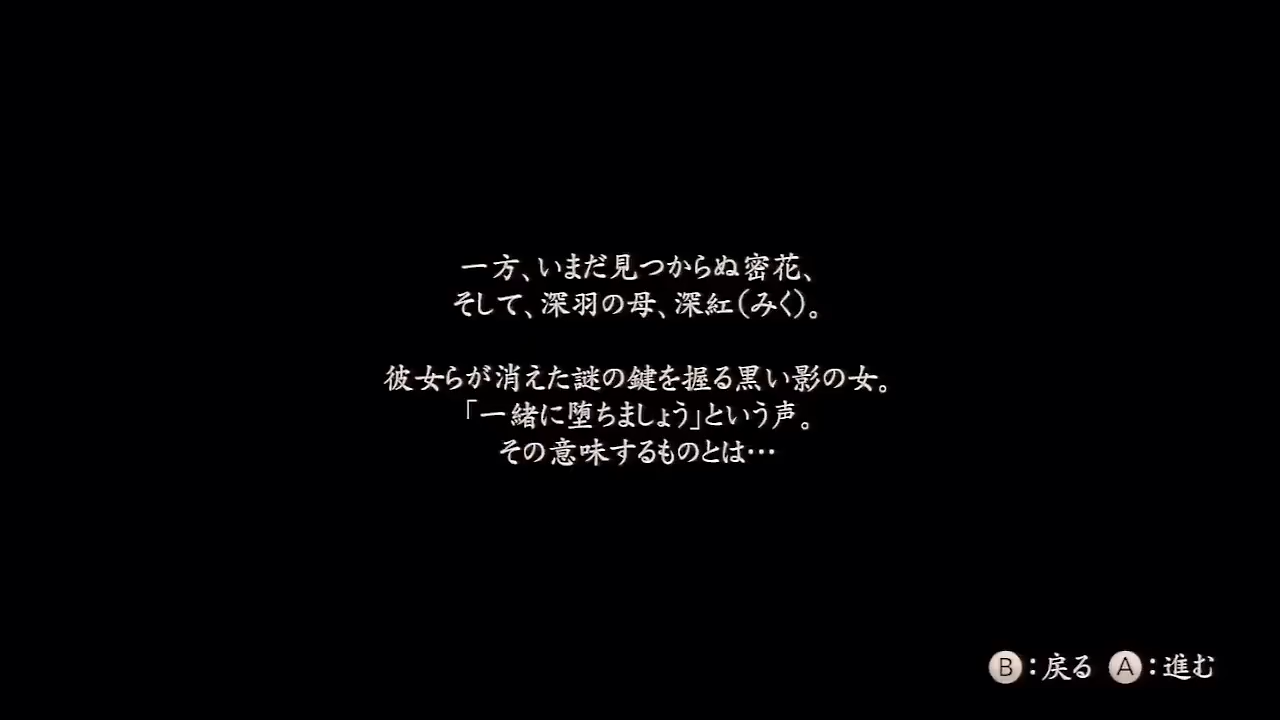 一方、いまだ見つからぬ密花、
そして、深羽の母、深紅(みく)。
彼女らが消えた謎の鍵を握る黒い影の女。
「一緒に堕ちましょう」という声。
その意味するものとは…
B：戻る A：進む